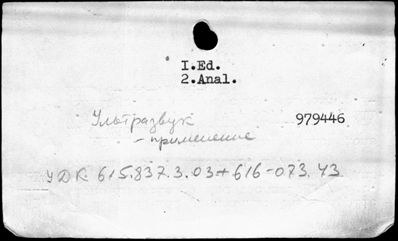 I.Ed.
2.Anal.
Ультразвук 979446
- применение
УДК 615.837.3.03+616-073.43